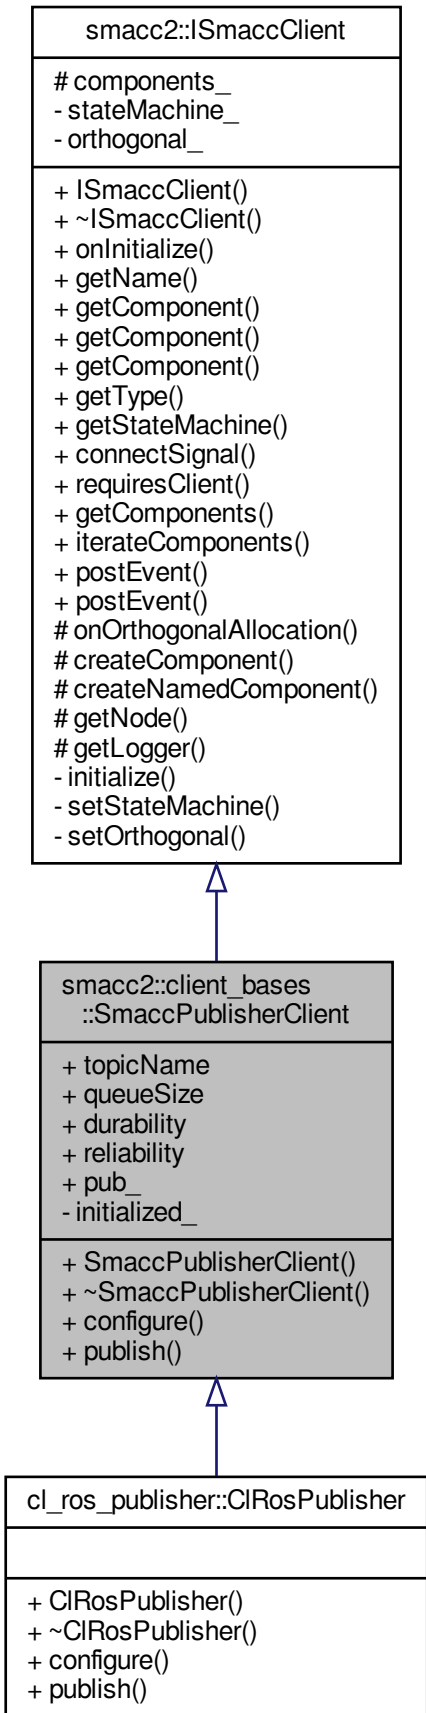 smacc2::ISmaccClient
# components_
- stateMachine_
- orthogonal_
+ ISmaccClient()
+ ~ISmaccClient()
+ onInitialize()
+ getName()
+ getComponent()
+ getComponent()
+ getComponent()
+ getType()
+ getStateMachine()
+ connectSignal()
+ requiresClient()
+ getComponents()
+ iterateComponents()
+ postEvent()
+ postEvent()
# onOrthogonalAllocation()
# createComponent()
# createNamedComponent()
# getNode()
# getLogger()
- initialize()
- setStateMachine()
- setOrthogonal()
smacc2::client_bases
::SmaccPublisherClient
+ topicName
+ queueSize
+ durability
+ reliability
+ pub_
- initialized_
+ SmaccPublisherClient()
+ ~SmaccPublisherClient()
+ configure()
+ publish()
cl_ros_publisher::ClRosPublisher
+ ClRosPublisher()
+ ~ClRosPublisher()
+ configure()
+ publish()